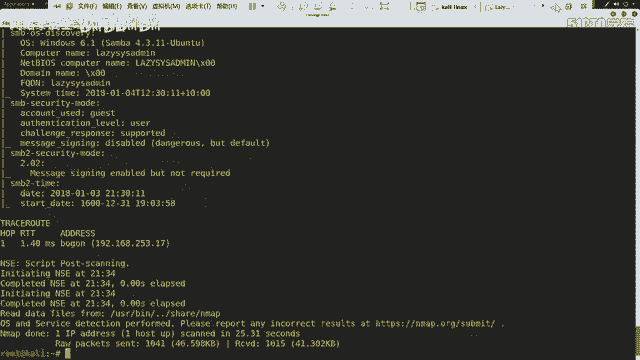 kali linux
| smb-os-discovery:
|   OS: Windows 6.1 (Samba 4.3.11-Ubuntu)
|   Computer name: lazysysadmin
|   NetBIOS computer name: LAZYSYSADMIN\x00
|   Domain name: \x00
|   FQDN: lazysysadmin
|_  System time: 2018-01-04T12:30:11+10:00
| smb-security-mode:
|   account_used: guest
|   authentication_level: user
|   challenge_response: supported
|_  message_signing: disabled (dangerous, but default)
| smb2-security-mode:
|   2.02:
|_    Message signing enabled but not required
| smb2-time:
|   date: 2018-01-03 21:30:11
|_  start_date: 1600-12-31 19:03:58
TRACEROUTE
HOP RTT     ADDRESS
1   1.40 ms bogon (192.168.253.17)
NSE: Script Post-scanning.
Initiating NSE at 21:34
Completed NSE at 21:34, 0.00s elapsed
Initiating NSE at 21:34
Completed NSE at 21:34, 0.00s elapsed
Read data files from: /usr/bin/../share/nmap
OS and Service detection performed. Please report any incorrect results at https://nmap.org/submit/ .
Nmap done: 1 IP address (1 host up) scanned in 25.31 seconds
Raw packets sent: 1041 (46.598KB) | Rcvd: 1015 (41.302KB)
root@kali:~#